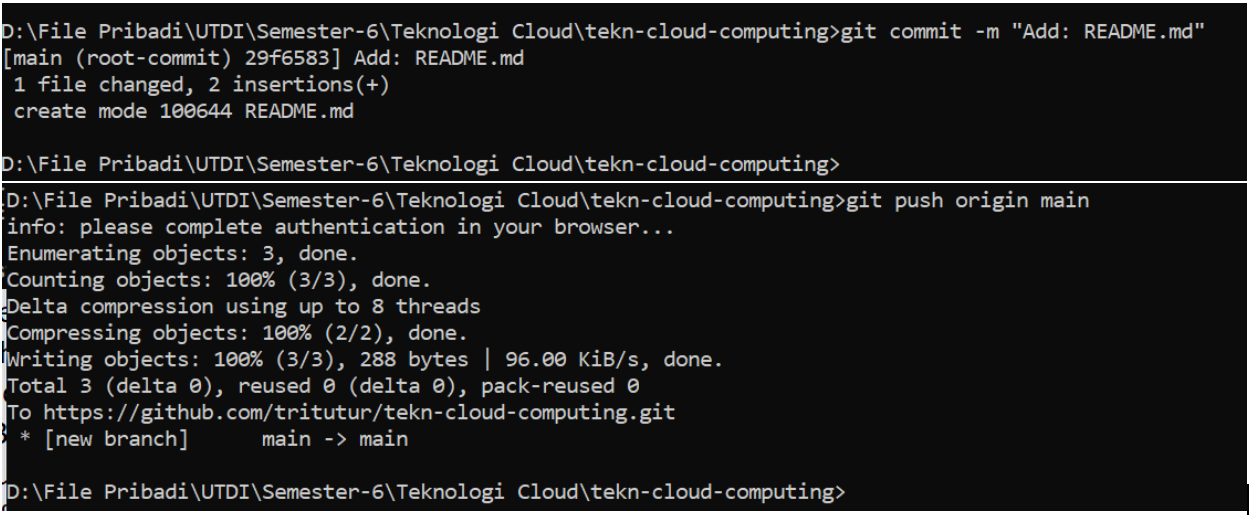 D:\File Pribadi\UTDI\Semester-6\Teknologi Cloud\tekn-cloud-computing>git commit -m "Add: README.md"
[main (root-commit) 29f6583] Add: README.md
 1 file changed, 2 insertions(+)
 create mode 100644 README.md
D:\File Pribadi\UTDI\Semester-6\Teknologi Cloud\tekn-cloud-computing>
D:\File Pribadi\UTDI\Semester-6\Teknologi Cloud\tekn-cloud-computing>git push origin main
info: please complete authentication in your browser...
Enumerating objects: 3, done.
Counting objects: 100% (3/3), done.
Delta compression using up to 8 threads
Compressing objects: 100% (2/2), done.
Writing objects: 100% (3/3), 288 bytes | 96.00 KiB/s, done.
Total 3 (delta 0), reused 0 (delta 0), pack-reused 0
To https://github.com/tritutur/tekn-cloud-computing.git
 * [new branch]      main -> main
D:\File Pribadi\UTDI\Semester-6\Teknologi Cloud\tekn-cloud-computing>